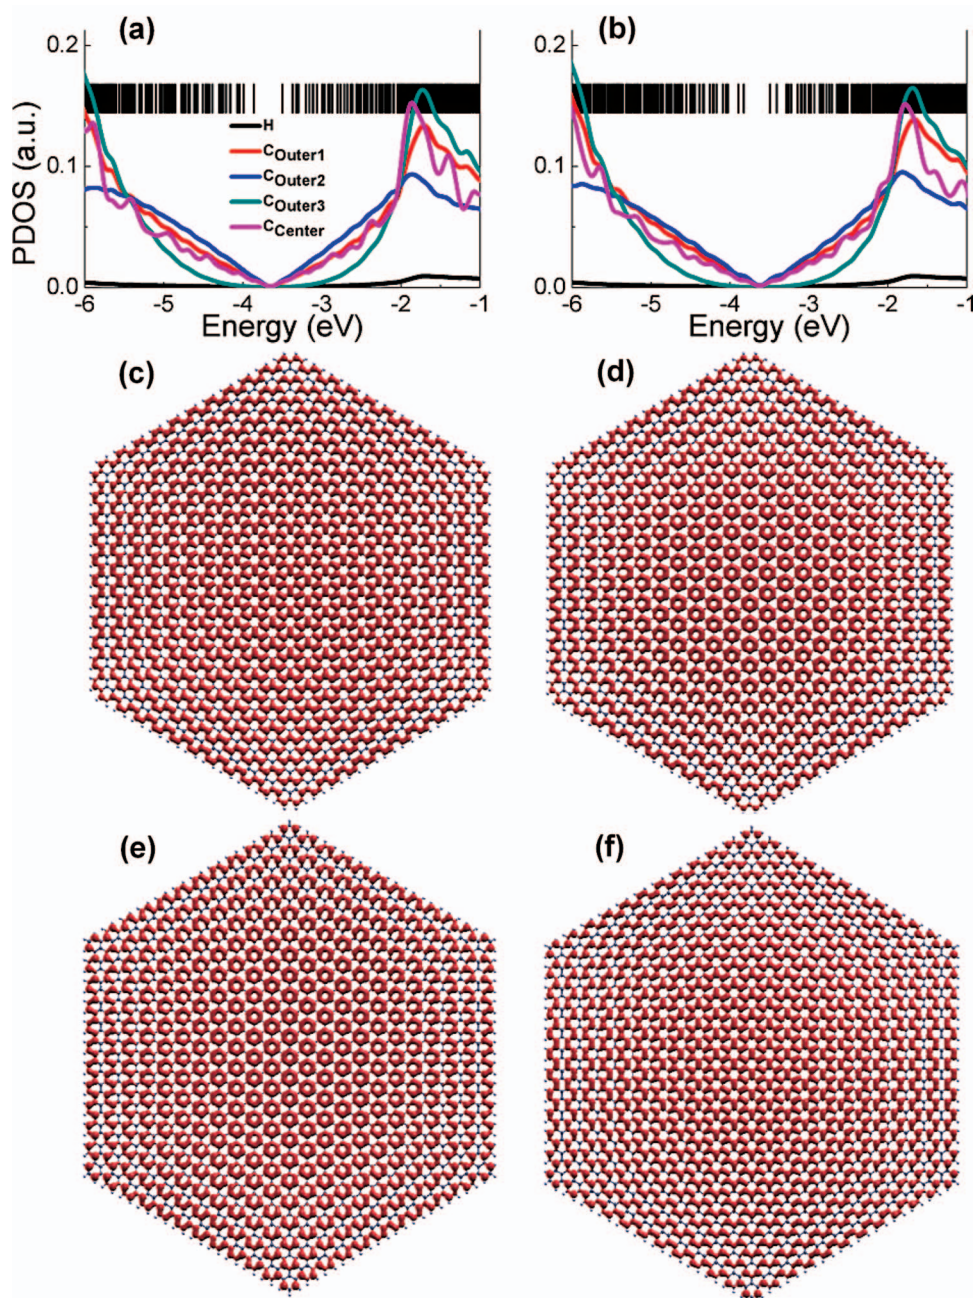 (a)
(b)
0.2
0.1
0.0
PDOS (a.u.)
H
C Outer1
C Outer2
C Outer3
C Center
-6 -5 -4 -3 -2 -1
Energy (eV)
0.2
0.1
0.0
-6 -5 -4 -3 -2 -1
Energy (eV)
(c)
(d)
(e)
(f)